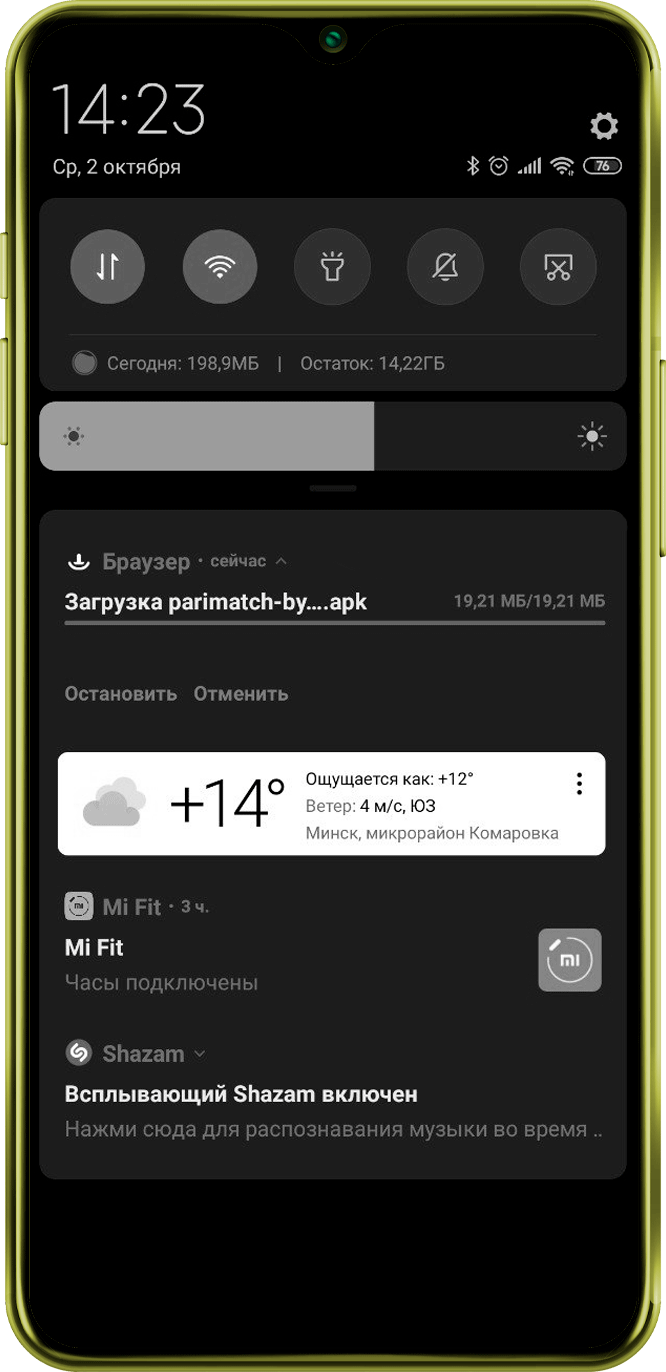 14:23
Ср, 2 октября
76
Сегодня: 198,9МБ | Остаток: 14,22ГБ
Браузер · сейчас
Загрузка parimatch-by….apk 19,21 МБ/19,21 МБ
Остановить Отменить
+14°
Ощущается как: +12°
Ветер: 4 м/с, ЮЗ
Минск, микрорайон Комаровка
Mi Fit · 3 ч.
Mi Fit
Часы подключены
Shazam
Всплывающий Shazam включен
Нажми сюда для распознавания музыки во время ..